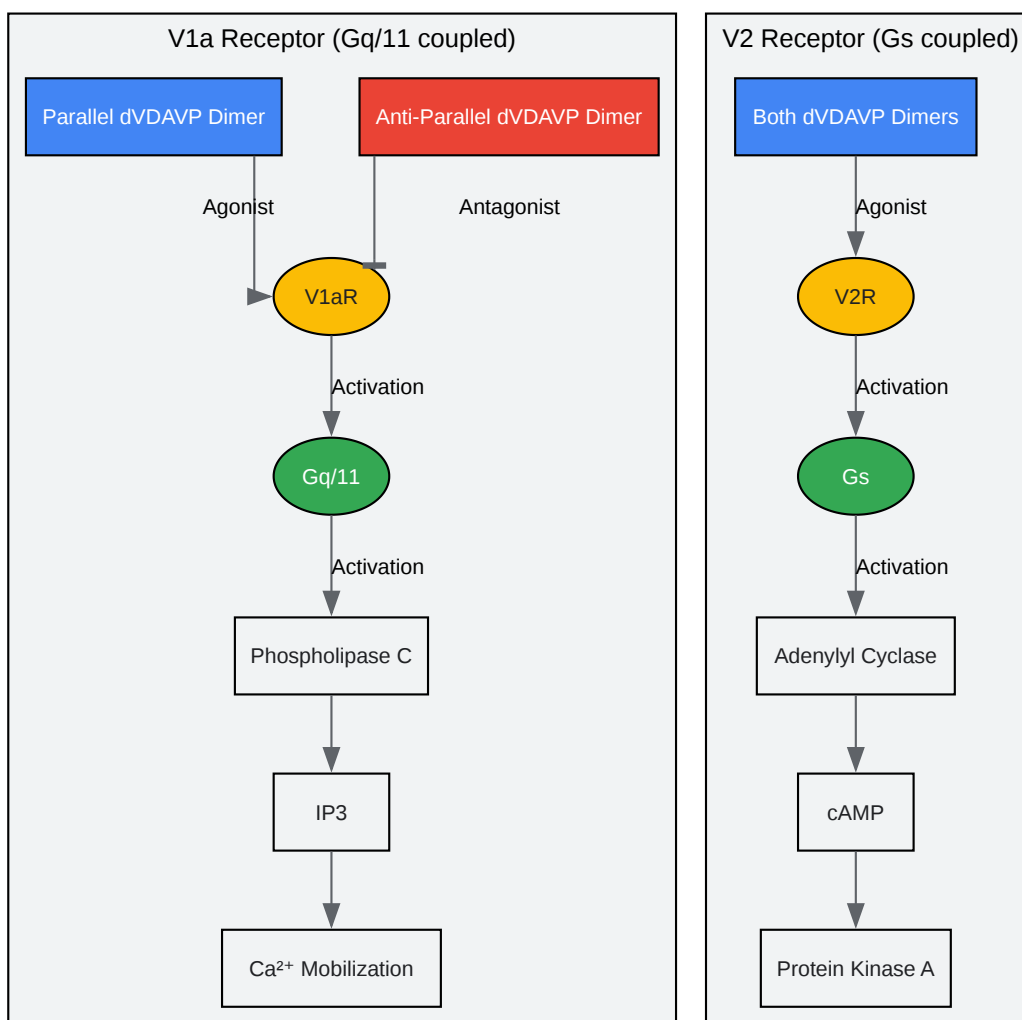 V1a Receptor (Gq/11 coupled)
Parallel dVDAVP Dimer
Anti-Parallel dVDAVP Dimer
Agonist
Antagonist
V1aR
Activation
Gq/11
Activation
Phospholipase C
IP3
Ca²⁺ Mobilization
V2 Receptor (Gs coupled)
Both dVDAVP Dimers
Agonist
V2R
Activation
Gs
Activation
Adenylyl Cyclase
cAMP
Protein Kinase A